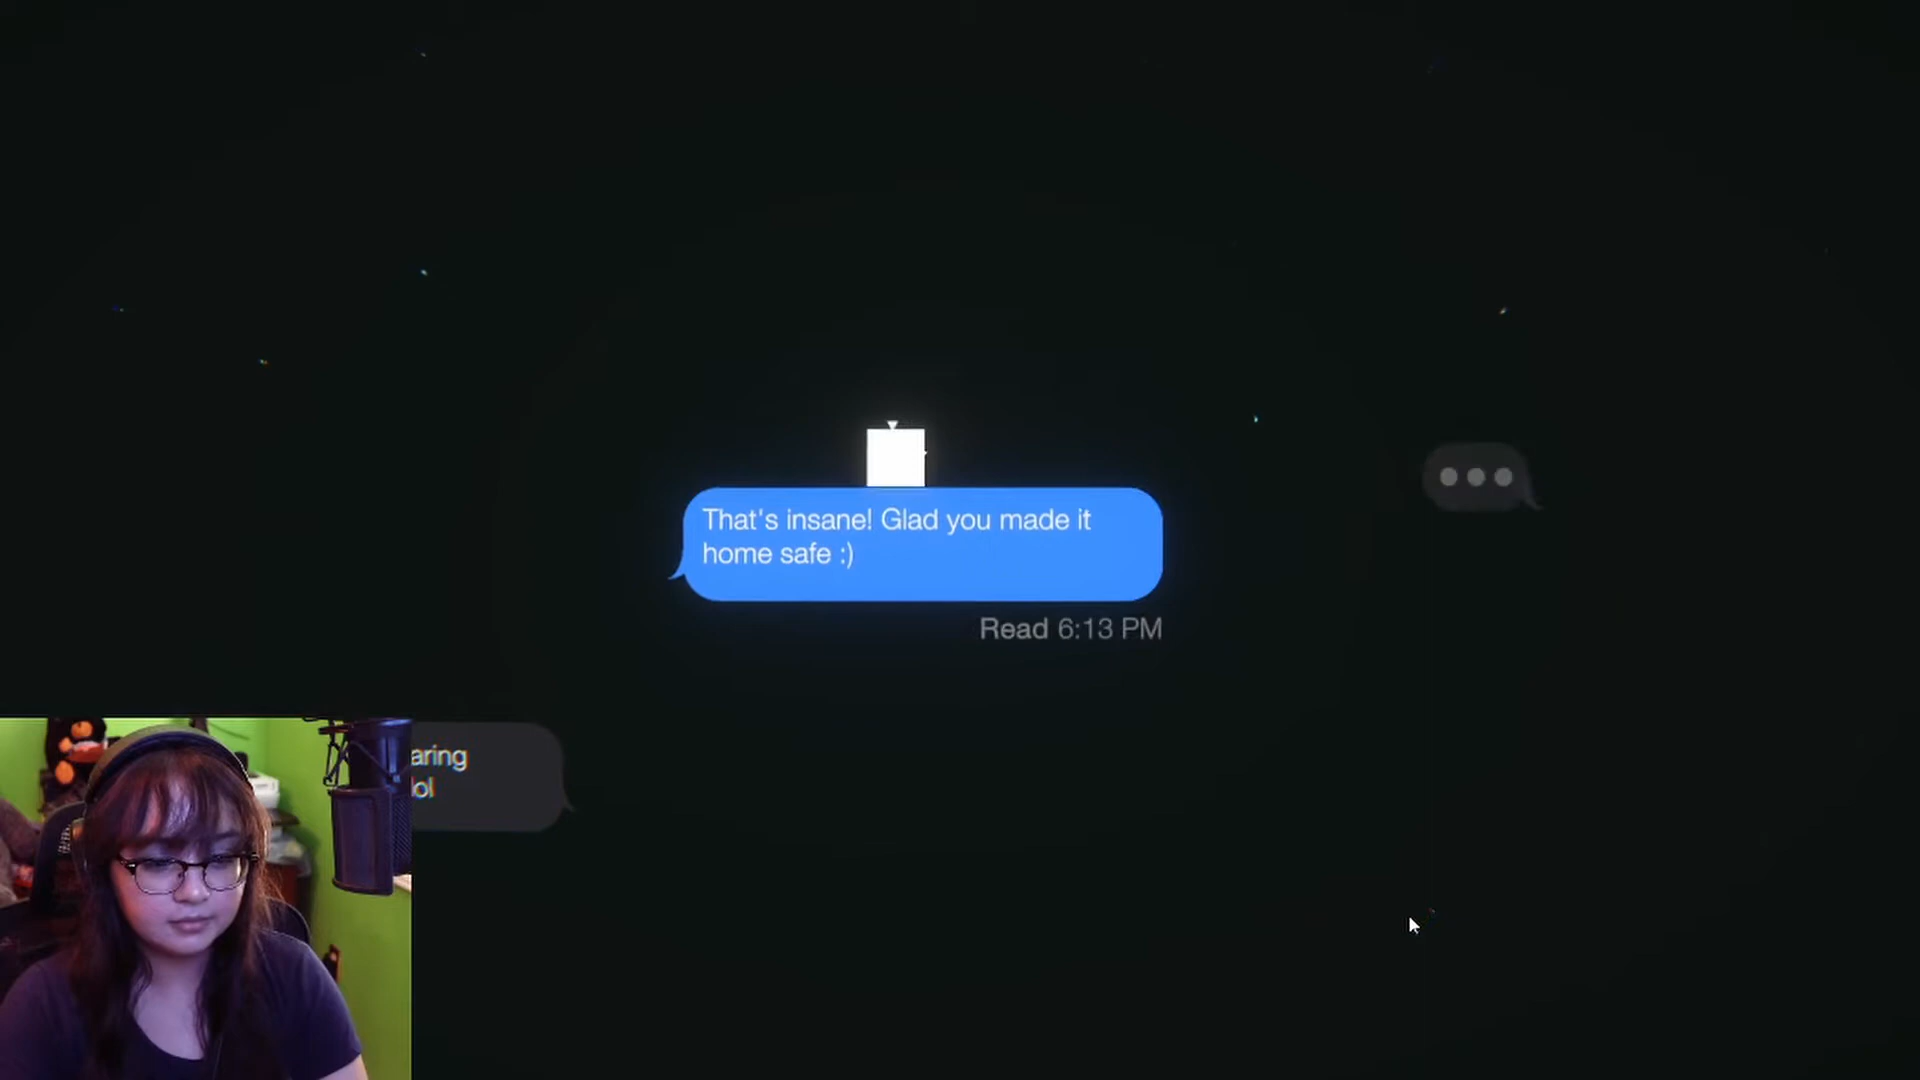 That's insane! Glad you made it
home safe :)
Read 6:13 PM
aring
lol